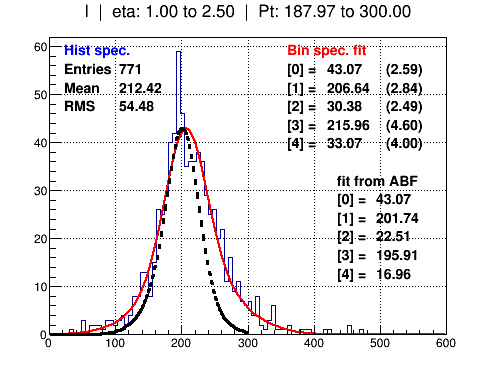 I | eta: 1.00 to 2.50 | Pt: 187.97 to 300.00
Hist spec.
Entries 771
Mean 212.42
RMS 54.48
Bin spec. fit
[0] = 43.07 (2.59)
[1] = 206.64 (2.84)
[2] = 30.38 (2.49)
[3] = 215.96 (4.60)
[4] = 33.07 (4.00)
fit from ABF
[0] = 43.07
[1] = 201.74
[2] = 22.51
[3] = 195.91
[4] = 16.96
60
50
40
30
20
10
0
0 100 200 300 400 500 600